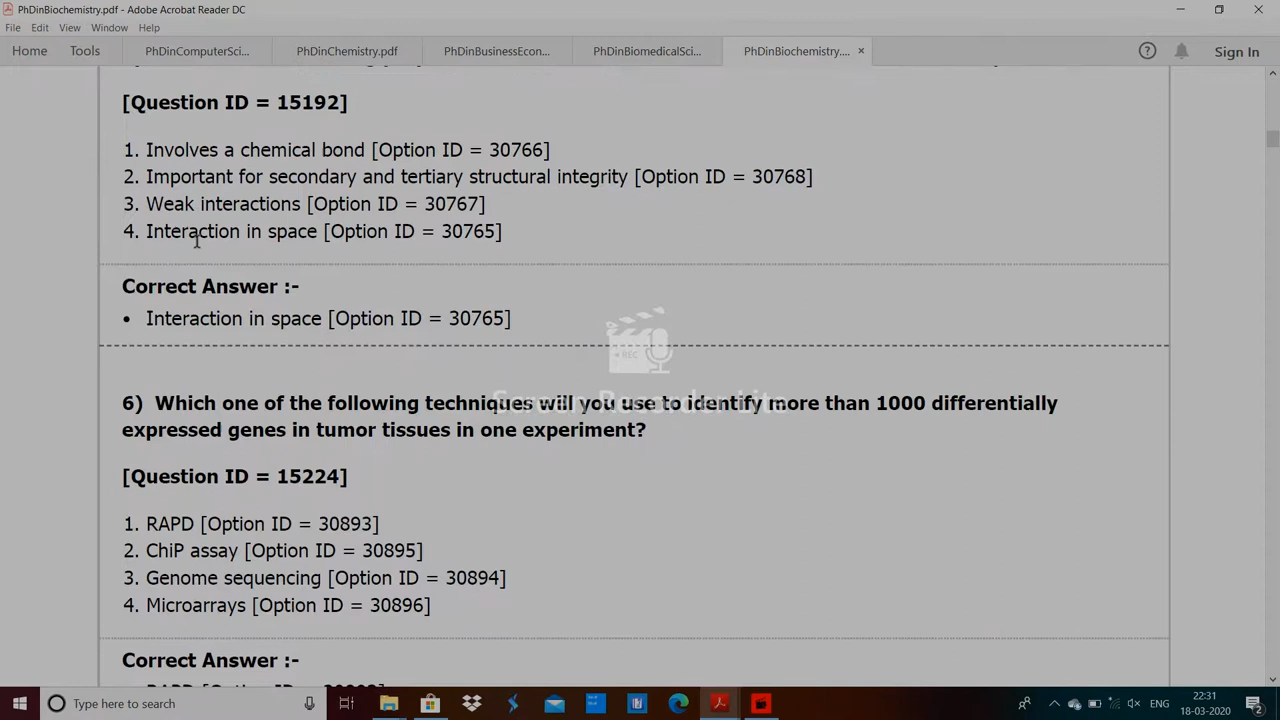 PhDinBiochemistry.pdf - Adobe Acrobat Reader DC
File Edit View Window Help
Home Tools PhDinComputerSci... PhDinChemistry.pdf PhDinBusinessEcon... PhDinBiomedicalSci... PhDinBiochemistry.... × Sign In
[Question ID = 15192]
1. Involves a chemical bond [Option ID = 30766]
2. Important for secondary and tertiary structural integrity [Option ID = 30768]
3. Weak interactions [Option ID = 30767]
4. Interaction in space [Option ID = 30765]
Correct Answer :-
• Interaction in space [Option ID = 30765]
REC
Screen Recorder Lite
6) Which one of the following techniques will you use to identify more than 1000 differentially
expressed genes in tumor tissues in one experiment?
[Question ID = 15224]
1. RAPD [Option ID = 30893]
2. ChiP assay [Option ID = 30895]
3. Genome sequencing [Option ID = 30894]
4. Microarrays [Option ID = 30896]
Correct Answer :-
Type here to search
ENG
22:31
18-03-2020
2